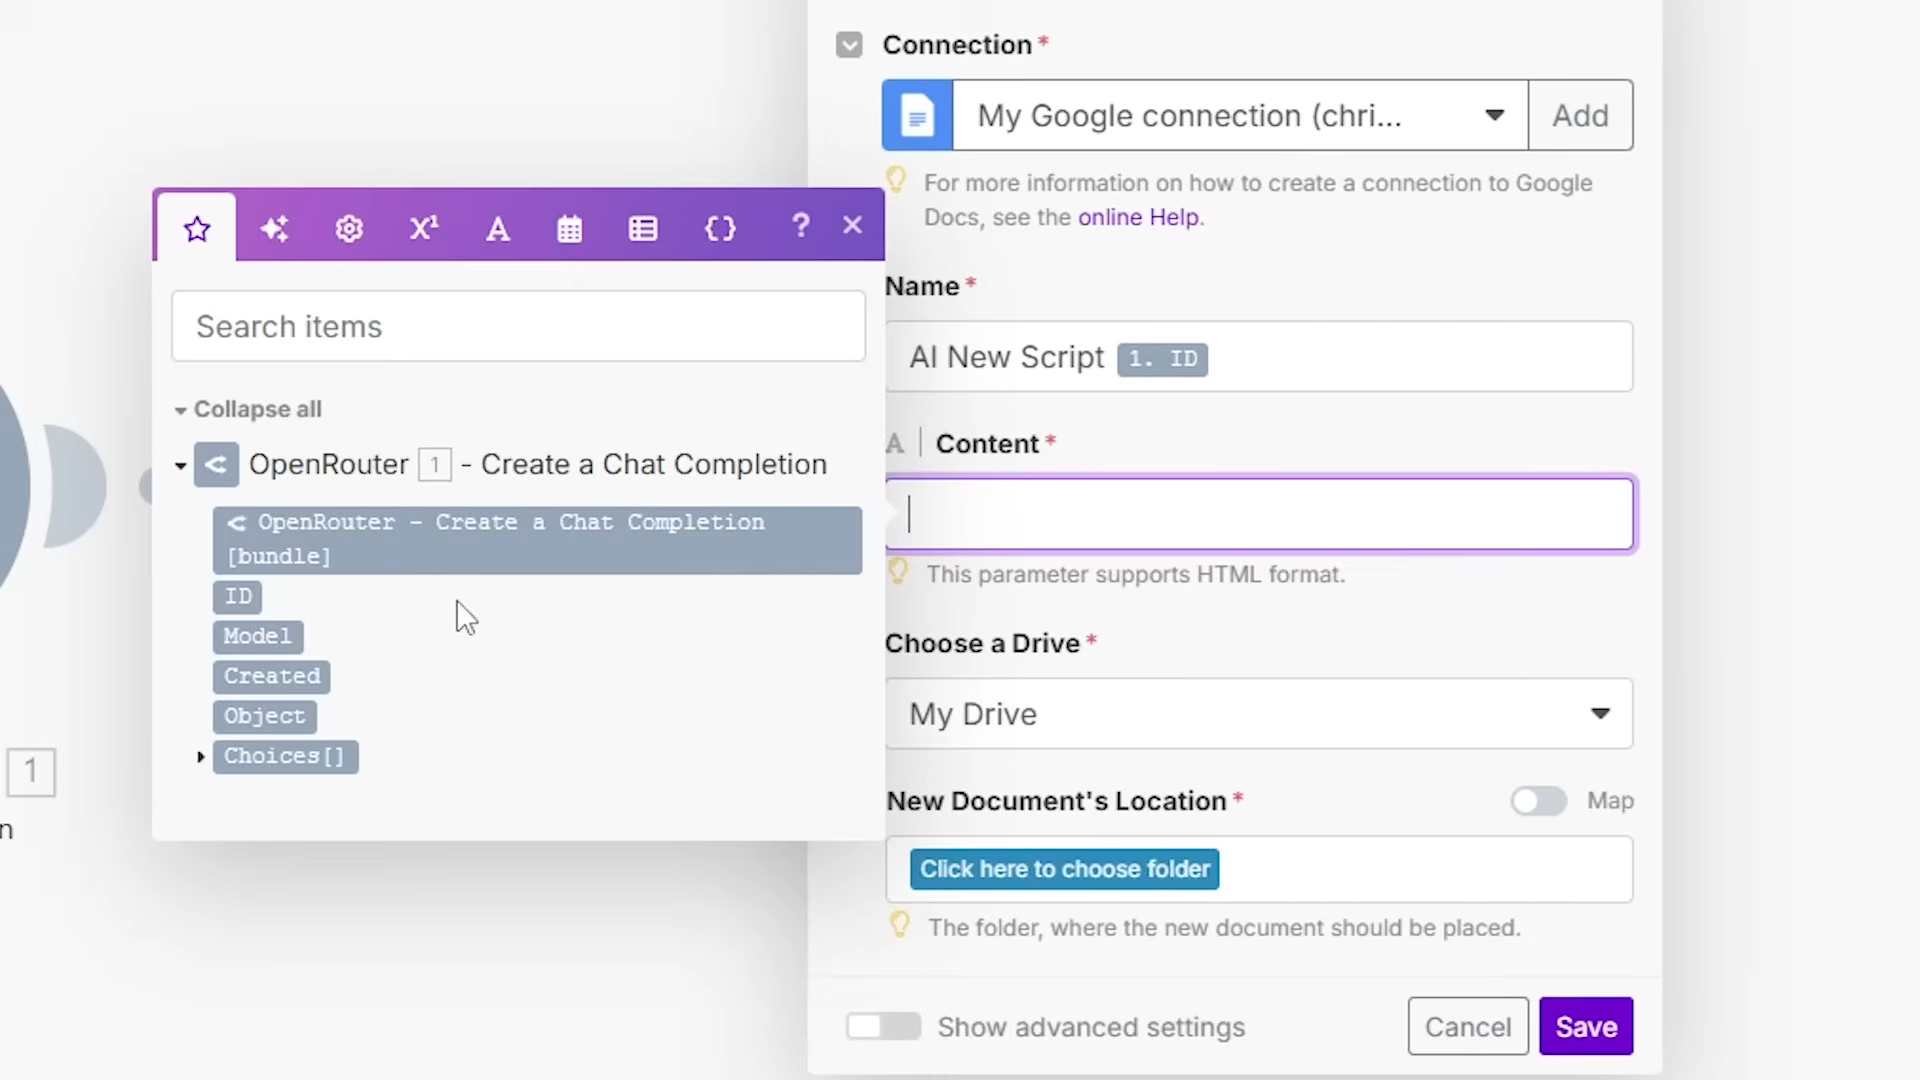 Connection *
My Google connection (chri...
Add
For more information on how to create a connection to Google
Docs, see the online Help.
Name *
AI New Script 1. ID
A Content *
This parameter supports HTML format.
Choose a Drive *
My Drive
New Document's Location *
Map
Click here to choose folder
The folder, where the new document should be placed.
Show advanced settings
Cancel
Save
X¹
A
?
Search items
Collapse all
OpenRouter 1 - Create a Chat Completion
OpenRouter - Create a Chat Completion
[bundle]
ID
Model
Created
Object
Choices[]
1
n